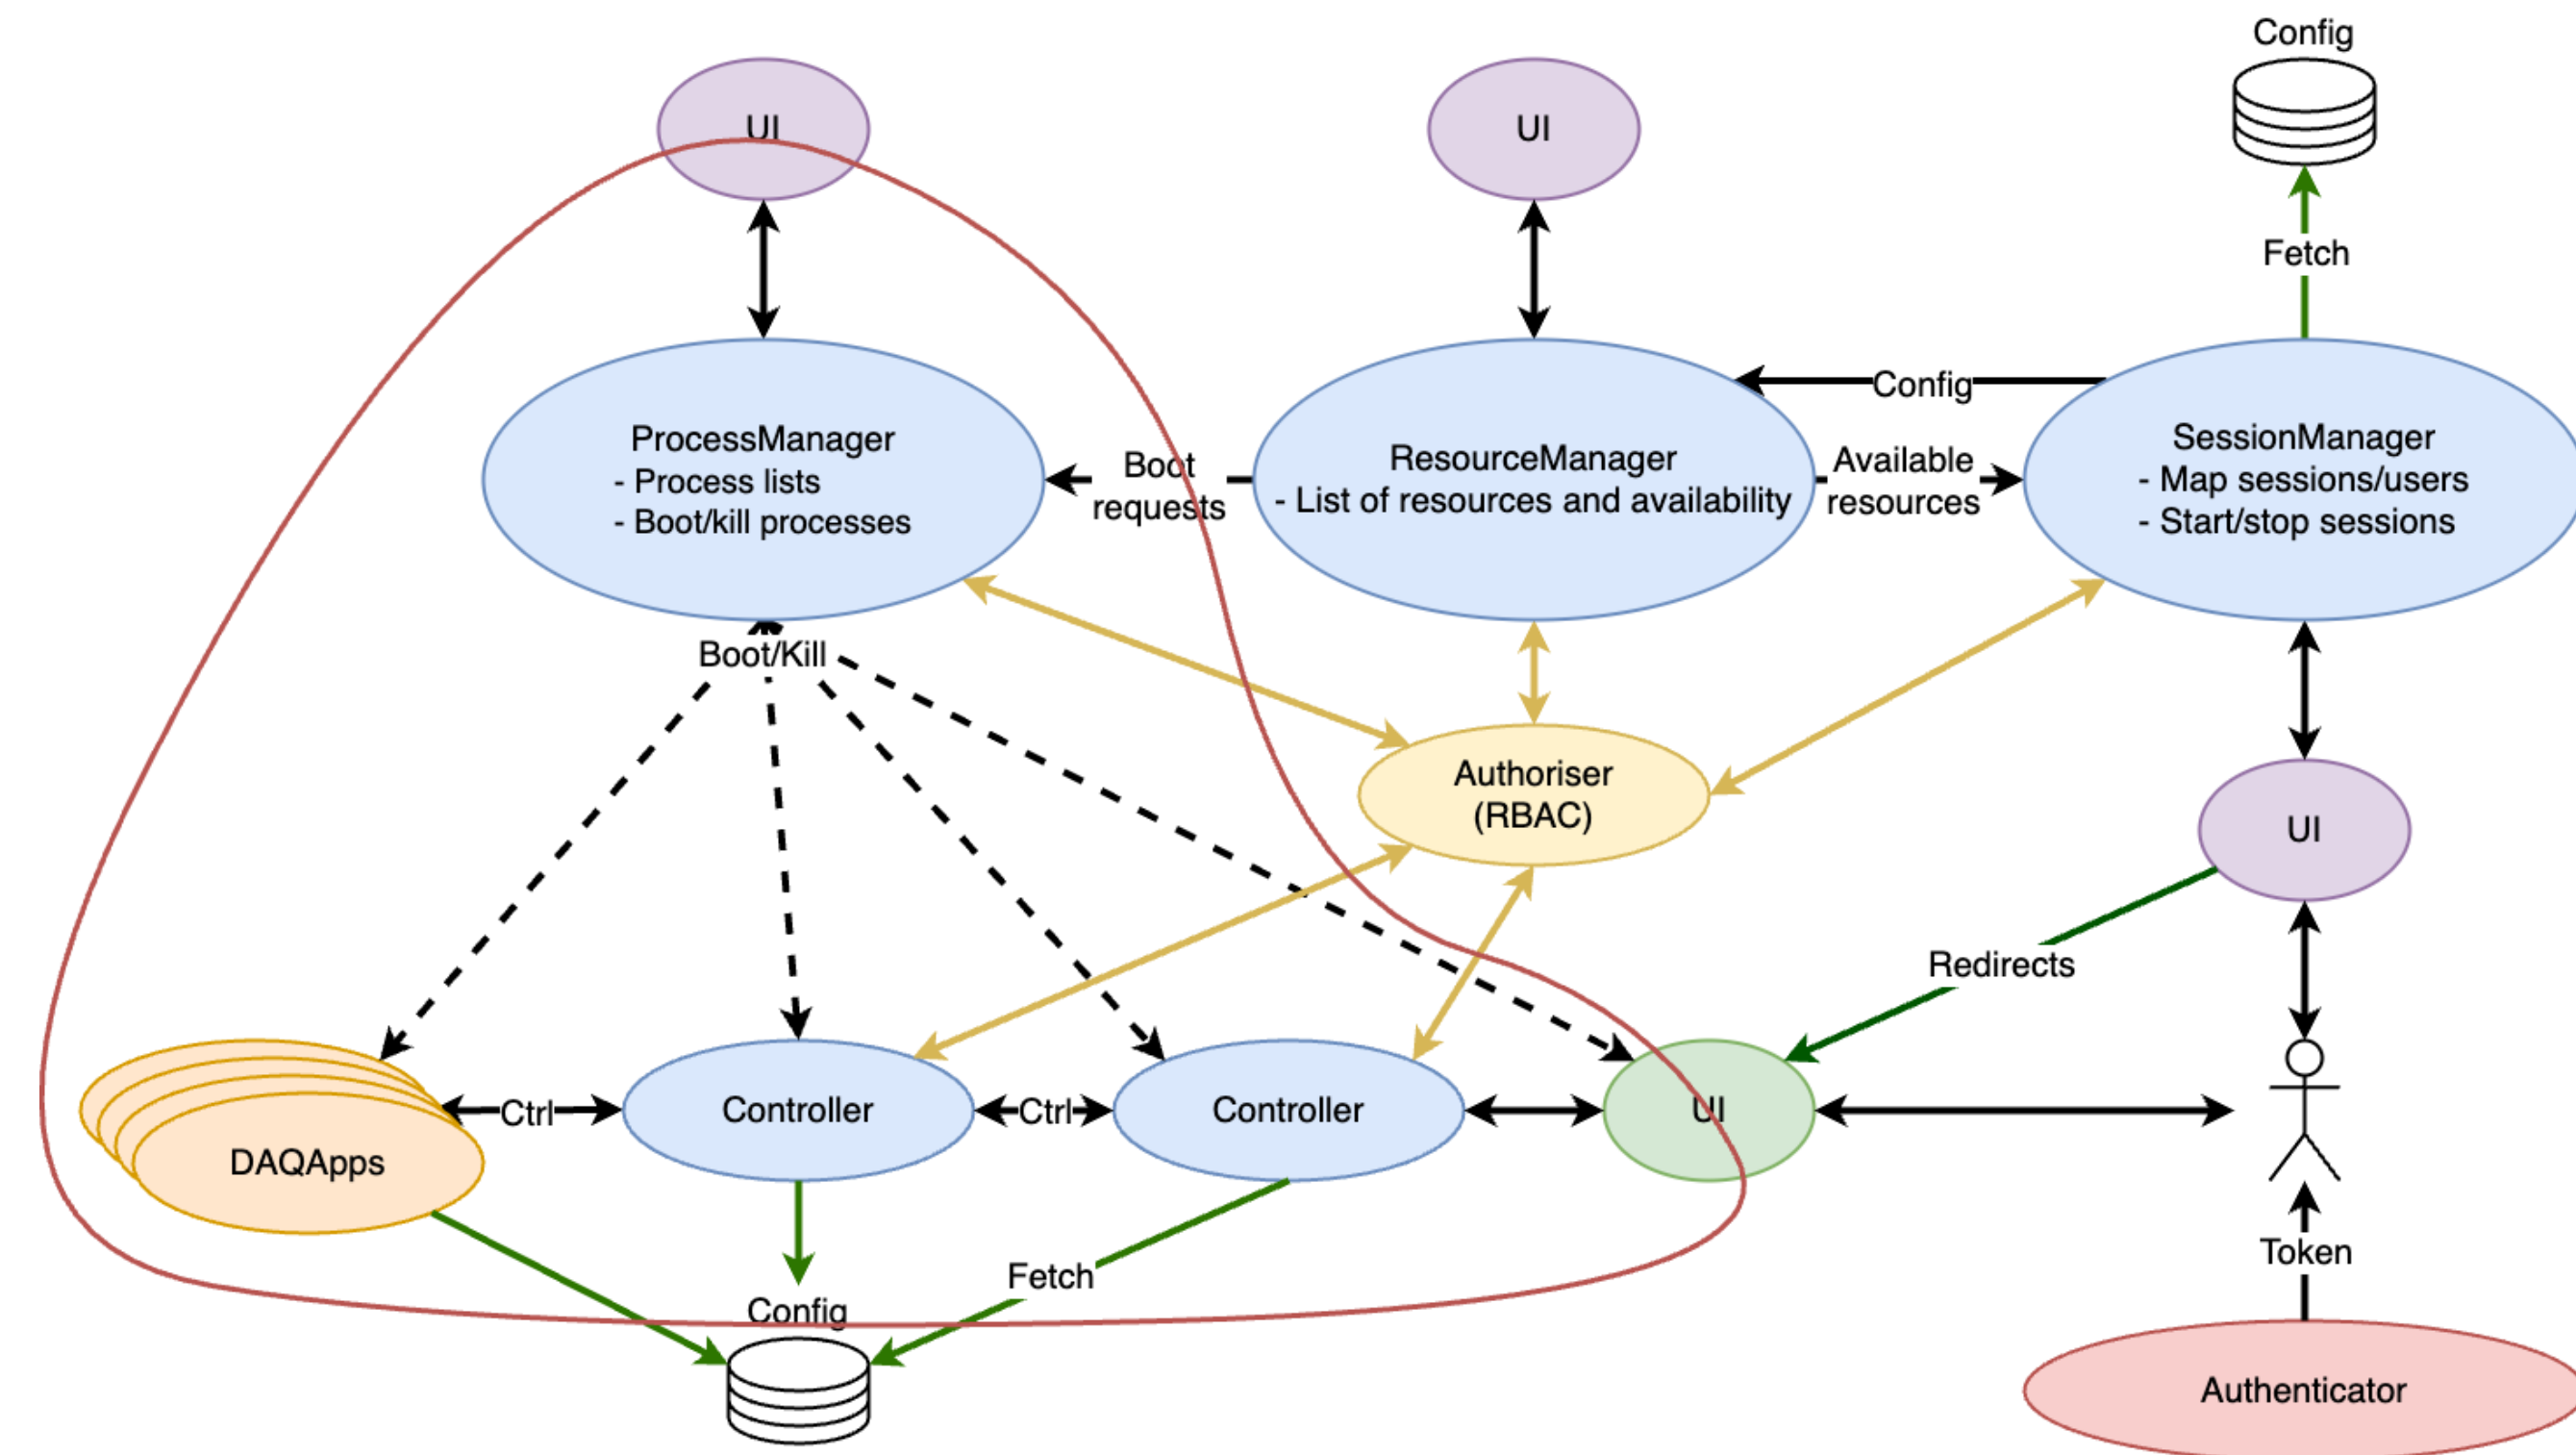 Config
UI
UI
Fetch
Config
ProcessManager
- Process lists
- Boot/kill processes
Boot
requests
ResourceManager
- List of resources and availability
Available
resources
SessionManager
- Map sessions/users
- Start/stop sessions
Boot/Kill
Authoriser
(RBAC)
UI
Redirects
DAQApps
Ctrl
Controller
Ctrl
Controller
UI
Token
Fetch
Config
Authenticator